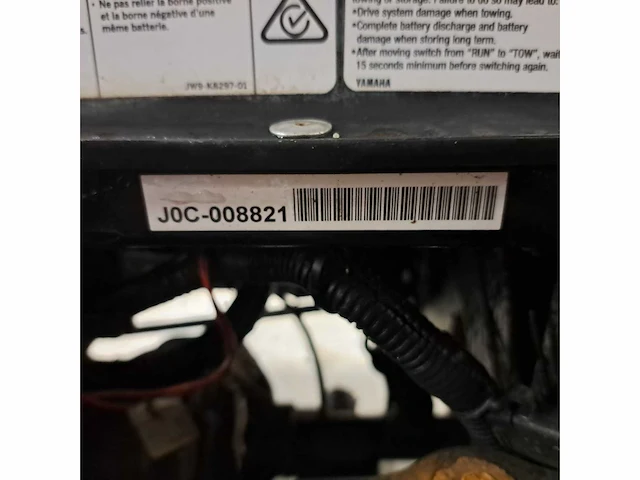 • Ne pas relier la borne positive
et la borne négative d'une
même batterie.
JW9-K8297-01
towing or storage. Failure to do so may lead to:
•Drive system damage when towing.
•Complete battery discharge and battery
damage when storing long term.
•After moving switch from "RUN" to "TOW", wait
15 seconds minimum before switching again.
YAMAHA
J0C-008821